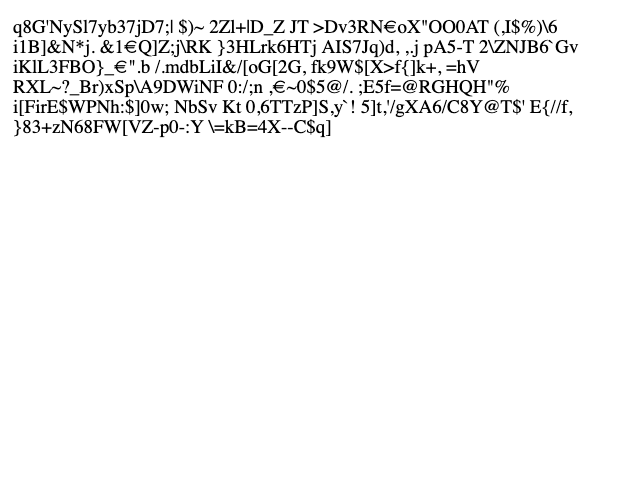 q8G'NySl7yb37jD7;| $)~ 2Zl+|D_Z JT >Dv3RN€oX"OO0AT (,I$%)\6
i1B]&N*j. &1€Q]Z;j\RK }3HLrk6HTj AIS7Jq)d, ,.j pA5-T 2\ZNJB6`Gv
iKlL3FBO}_€".b /.mdbLiI&/[oG[2G, fk9W$[X>f{]k+, =hV
RXL~?_Br)xSp\A9DWiNF 0:/;n ,€~0$5@/. ;E5f=@RGHQH"%
i[FirE$WPNh:$]0w; NbSv Kt 0,6TTzP]S,y`! 5]t,'/gXA6/C8Y@T$' E{//f,
}83+zN68FW[VZ-p0-:Y \=kB=4X--C$q]